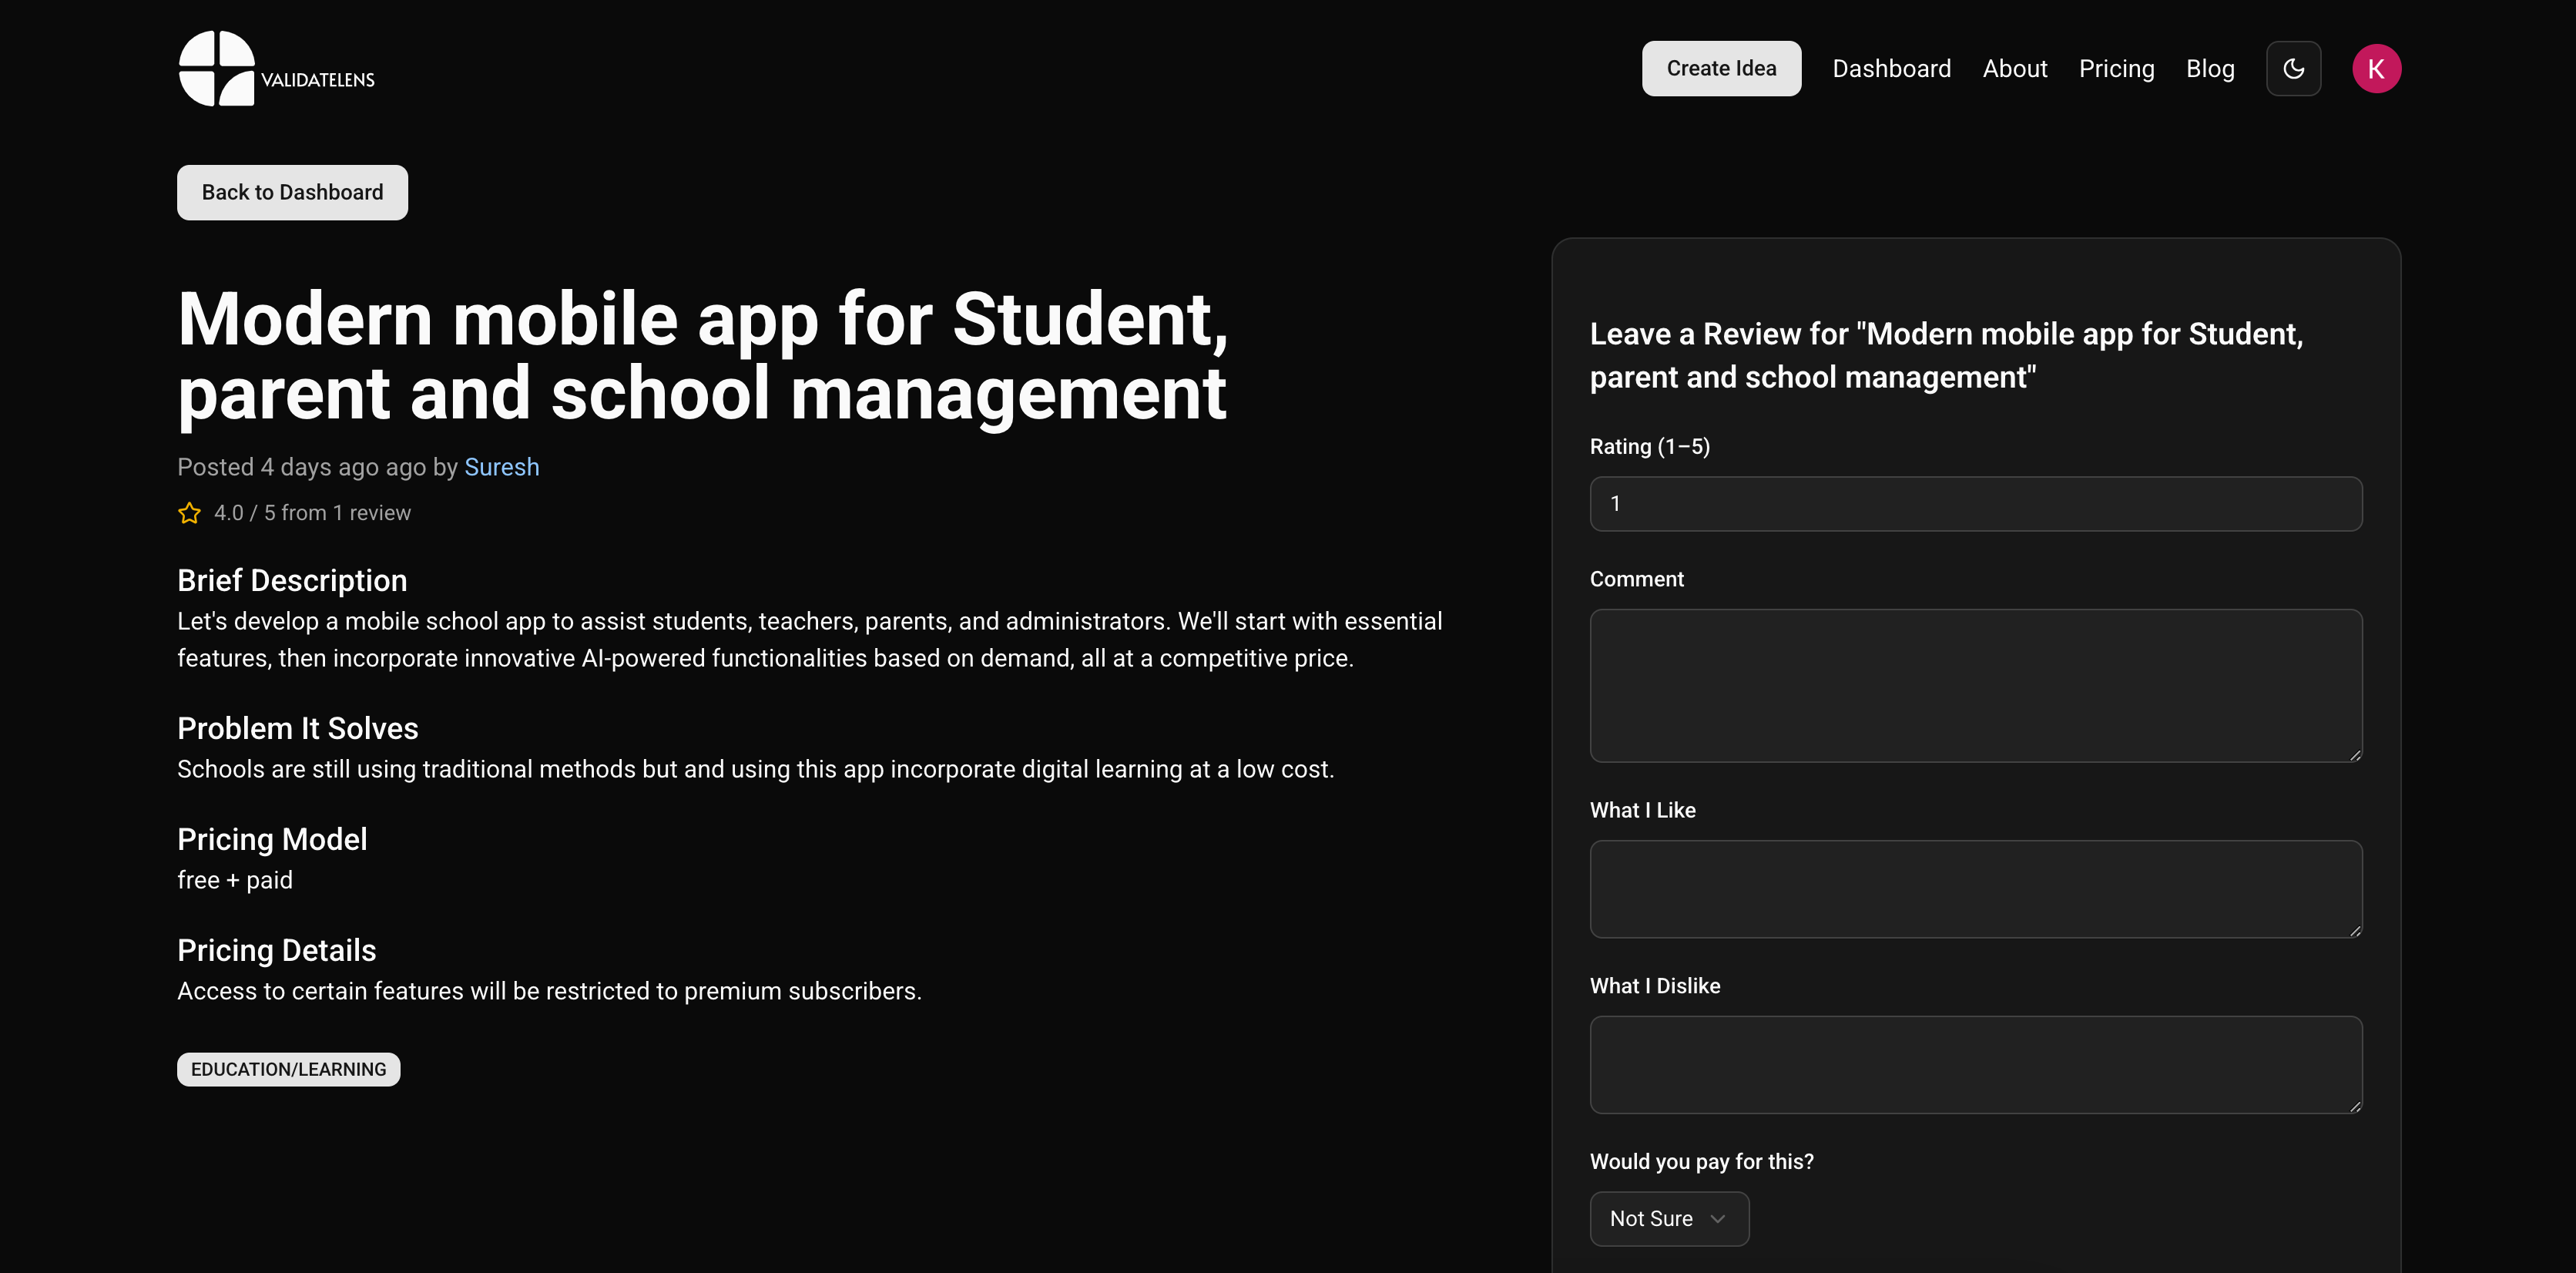 VALIDATELENS
Create Idea
Dashboard
About
Pricing
Blog
K
Back to Dashboard
Modern mobile app for Student,
parent and school management
Posted 4 days ago ago by Suresh
4.0 / 5 from 1 review
Brief Description
Let's develop a mobile school app to assist students, teachers, parents, and administrators. We'll start with essential
features, then incorporate innovative AI-powered functionalities based on demand, all at a competitive price.
Problem It Solves
Schools are still using traditional methods but and using this app incorporate digital learning at a low cost.
Pricing Model
free + paid
Pricing Details
Access to certain features will be restricted to premium subscribers.
EDUCATION/LEARNING
Leave a Review for "Modern mobile app for Student,
parent and school management"
Rating (1–5)
1
Comment
What I Like
What I Dislike
Would you pay for this?
Not Sure